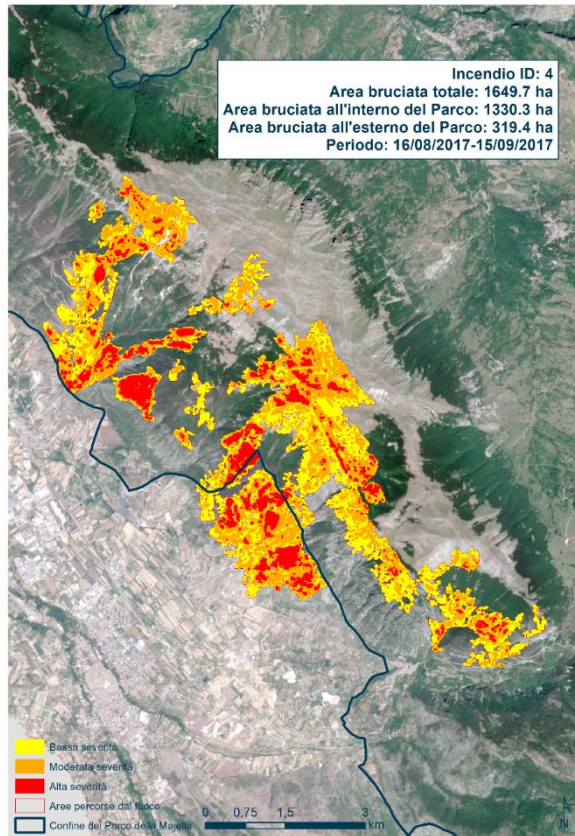 Incendio ID: 4
Area bruciata totale: 1649.7 ha
Area bruciata all'interno del Parco: 1330.3 ha
Area bruciata all'esterno del Parco: 319.4 ha
Periodo: 16/08/2017-15/09/2017
Bassa severità
Moderata severità
Alta severità
Aree percorse dal fuoco
Confine del Parco della Majella
0 0,75 1,5 3
km
N